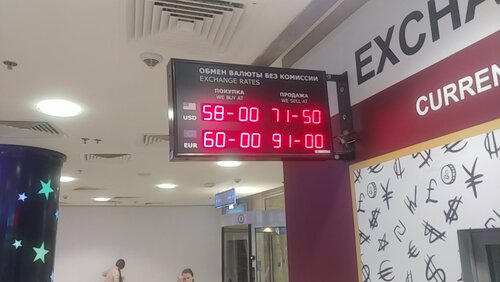 EXCHA
CURREN
ОБМЕН ВАЛЮТЫ БЕЗ КОМИССИИ
EXCHANGE RATES
ПОКУПКА ПРОДАЖА
WE BUY AT WE SELL AT
USD 58-00 71-50
EUR 60-00 91-00